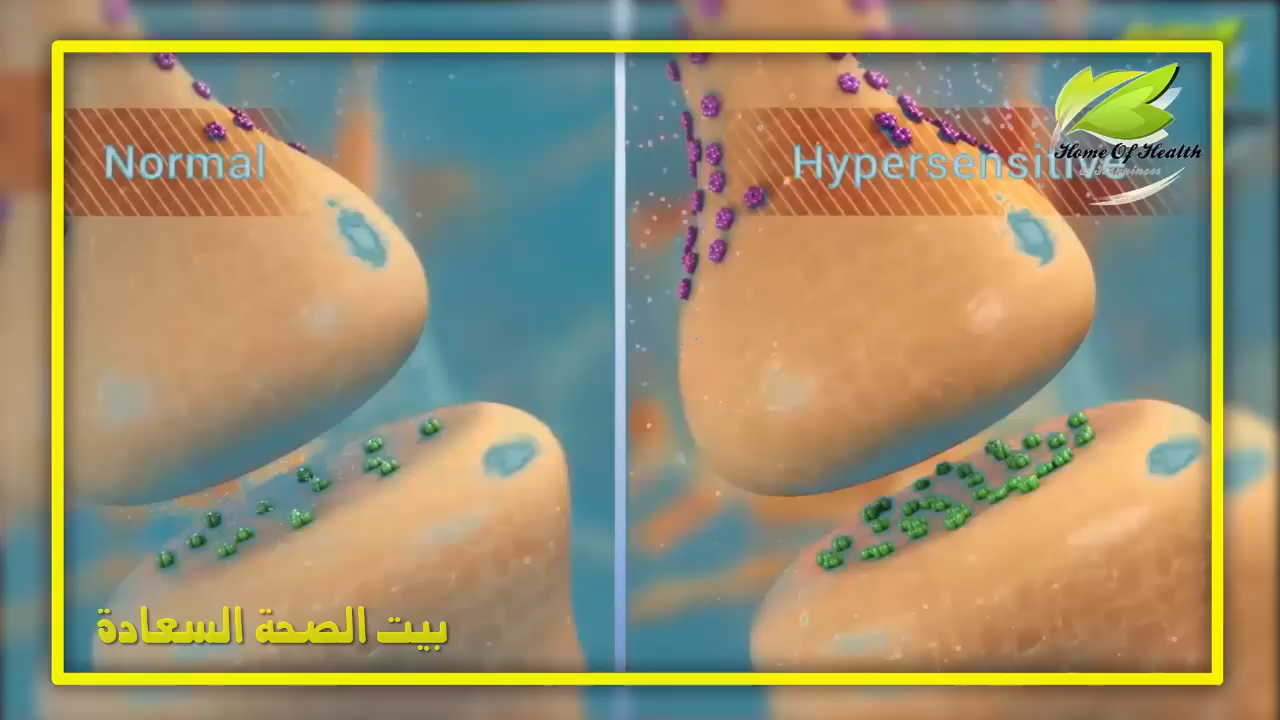 Normal
Hypersensitive
Home Of Health
بيت الصحة السعادة